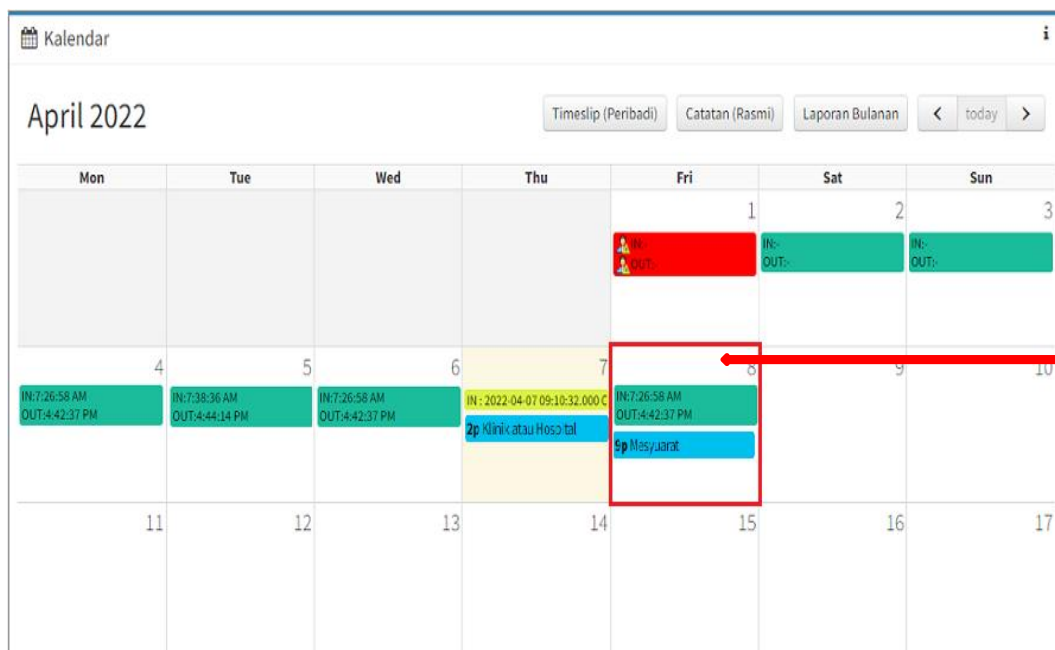 Kalendar
i
April 2022
Timeslip (Peribadi) Catatan (Rasmi) Laporan Bulanan < today >
Mon Tue Wed Thu Fri Sat Sun
1 2 3
IN:- IN:- IN:-
OUT:- OUT:- OUT:-
4 5 6 7 8 9 10
IN:7:26:58 AM IN:7:38:36 AM IN:7:26:58 AM IN : 2022-04-07 09:10:32.000 C IN:7:26:58 AM
OUT:4:42:37 PM OUT:4:44:14 PM OUT:4:42:37 PM OUT:4:42:37 PM
2p Klinik atau Hospital
9p Mesyuarat
11 12 13 14 15 16 17